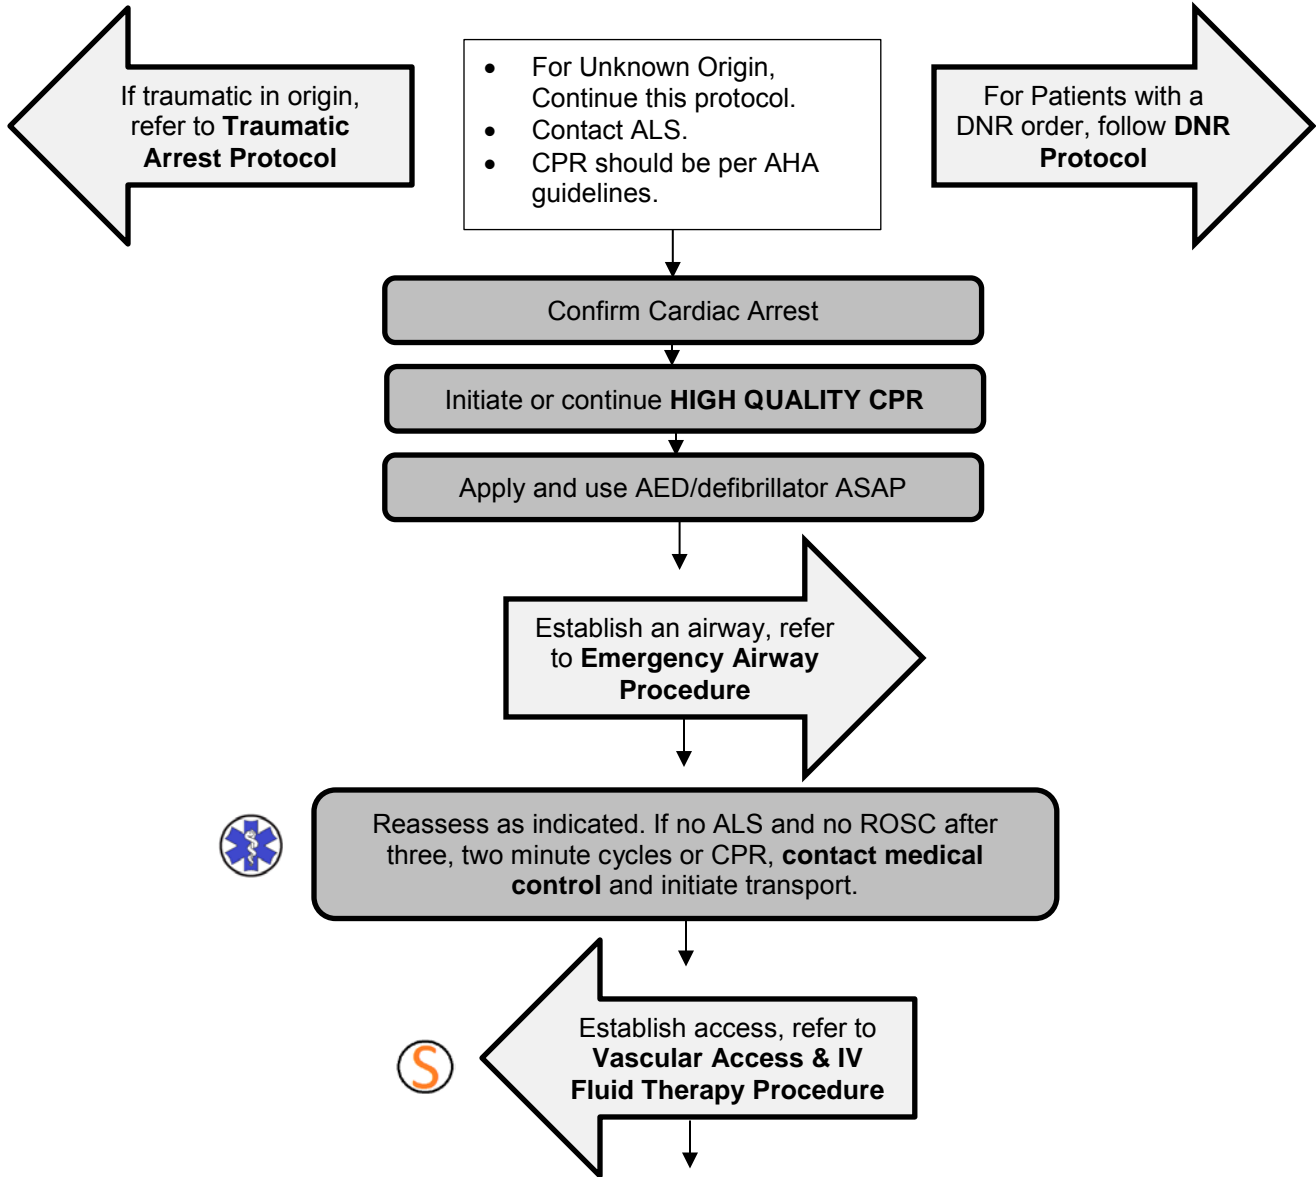 If traumatic in origin,
refer to Traumatic
Arrest Protocol
• For Unknown Origin,
Continue this protocol.
• Contact ALS.
• CPR should be per AHA
guidelines.
For Patients with a
DNR order, follow DNR
Protocol
Confirm Cardiac Arrest
Initiate or continue HIGH QUALITY CPR
Apply and use AED/defibrillator ASAP
Establish an airway, refer
to Emergency Airway
Procedure
Reassess as indicated. If no ALS and no ROSC after
three, two minute cycles or CPR, contact medical
control and initiate transport.
S
Establish access, refer to
Vascular Access & IV
Fluid Therapy Procedure